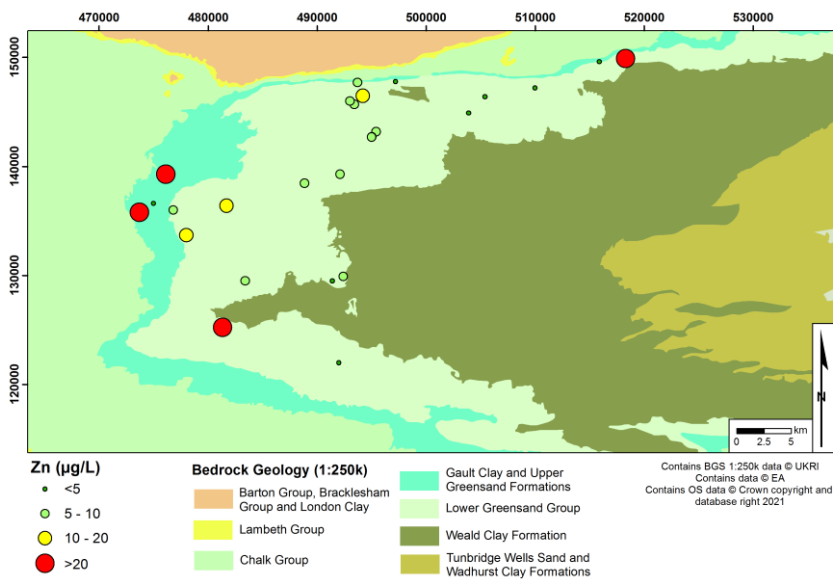 470000 480000 490000 500000 510000 520000 530000
150000
140000
130000
120000
N
km
0 2.5 5
Zn (µg/L)
<5
5 - 10
10 - 20
>20
Bedrock Geology (1:250k)
Barton Group, Bracklesham
Group and London Clay
Lambeth Group
Chalk Group
Gault Clay and Upper
Greensand Formations
Lower Greensand Group
Weald Clay Formation
Tunbridge Wells Sand and
Wadhurst Clay Formations
Contains BGS 1:250k data © UKRI
Contains data © EA
Contains OS data © Crown copyright and
database right 2021